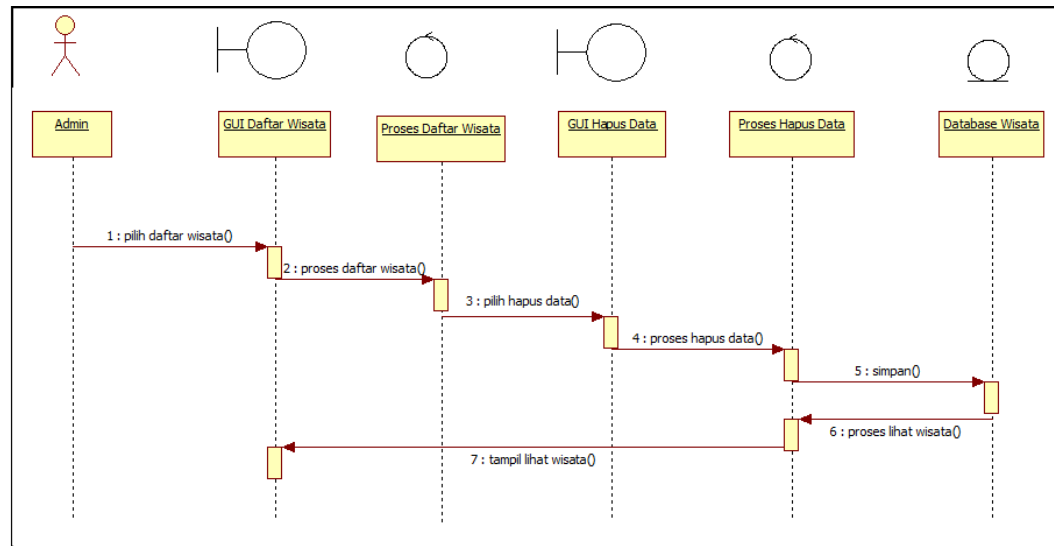 Admin
GUI Daftar Wisata
Proses Daftar Wisata
GUI Hapus Data
Proses Hapus Data
Database Wisata
1 : pilih daftar wisata()
2 : proses daftar wisata()
3 : pilih hapus data()
4 : proses hapus data()
5 : simpan()
6 : proses lihat wisata()
7 : tampil lihat wisata()